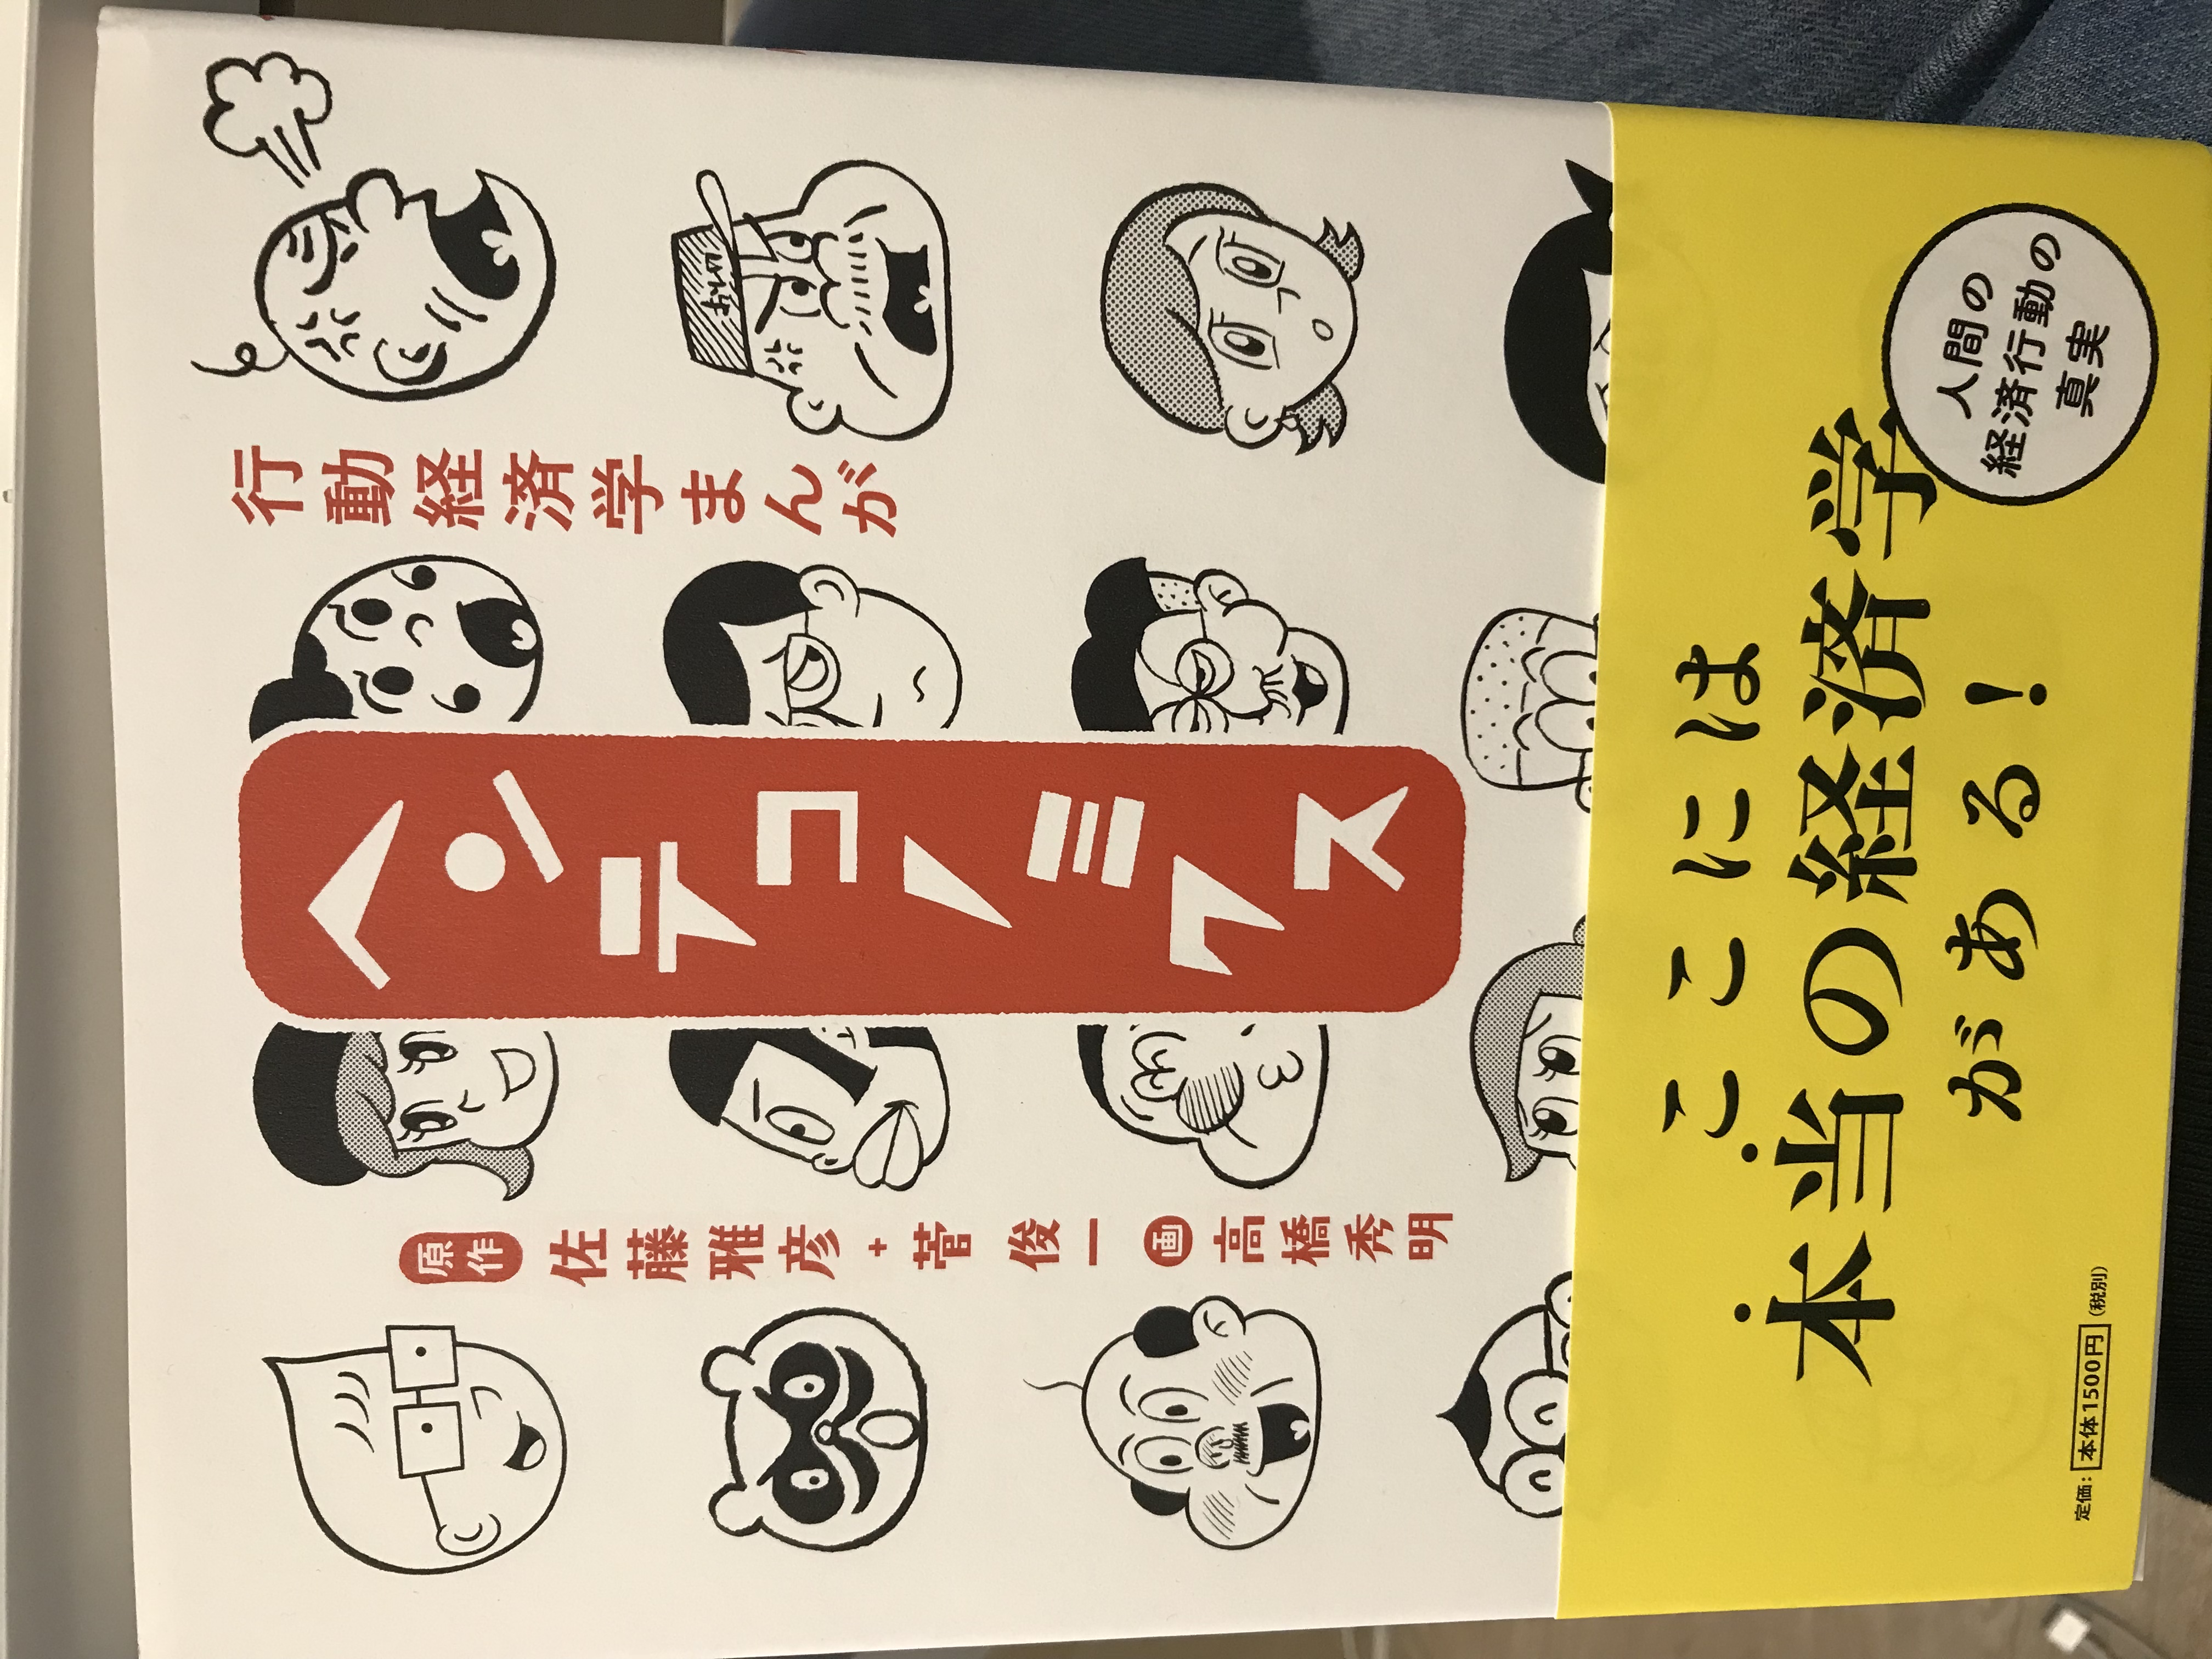 行動経済学まんが
ヘンテコノミクス
原作 佐藤雅彦+菅俊一 画 高橋秀明
ここには
本当の経済学
がある!
人間の
経済行動の
真実
定価:本体1500円(税別)